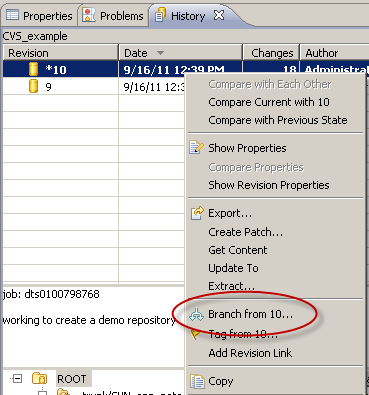 Properties Problems History
CVS_example
Revision Date Changes Author
*10 9/16/11 12:39 PM 18 Administra
9 9/16/11 12:3
Compare with Each Other
Compare Current with 10
Compare with Previous State
Show Properties
Compare Properties
Show Revision Properties
Export...
Create Patch...
Get Content
Update To
Extract...
job: dts0100798768
Branch from 10...
working to create a demo repository
Tag from 10...
Add Revision Link
ROOT
Copy